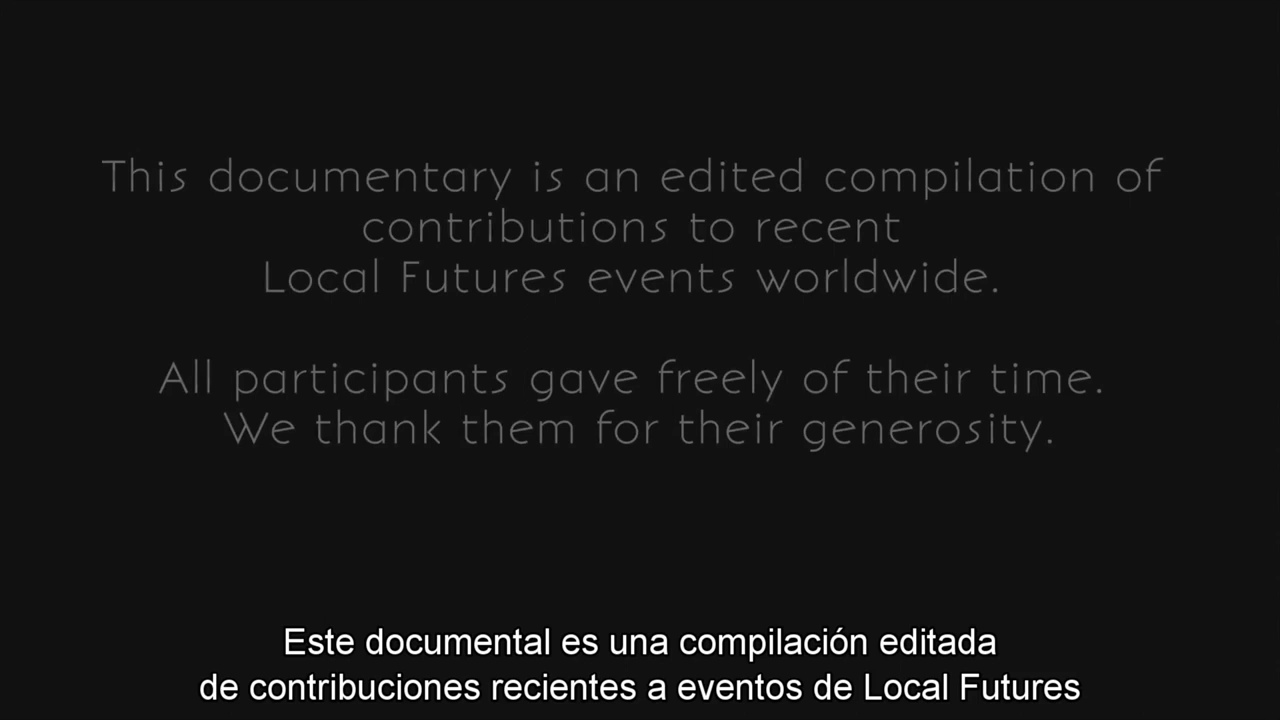 This documentary is an edited compilation of
contributions to recent
Local Futures events worldwide.
All participants gave freely of their time.
We thank them for their generosity.
Este documental es una compilación editada
de contribuciones recientes a eventos de Local Futures